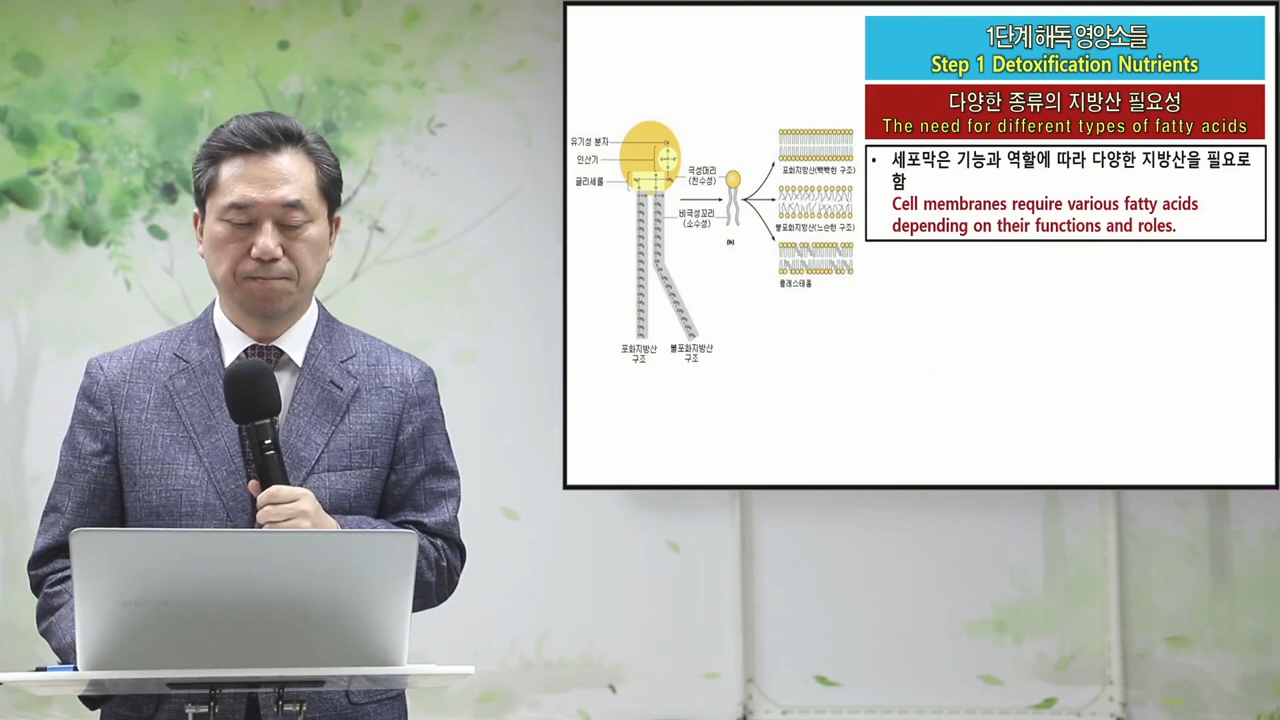 1단계 해독 영양소들
Step 1 Detoxification Nutrients
다양한 종류의 지방산 필요성
The need for different types of fatty acids
• 세포막은 기능과 역할에 따라 다양한 지방산을 필요로
함
Cell membranes require various fatty acids
depending on their functions and roles.
유기성 분자
인산기
글리세롤
극성머리
(친수성)
비극성꼬리
(소수성)
(b)
포화지방산(빽빽한 구조)
불포화지방산(느슨한 구조)
콜레스테롤
포화지방산
구조
불포화지방산
구조